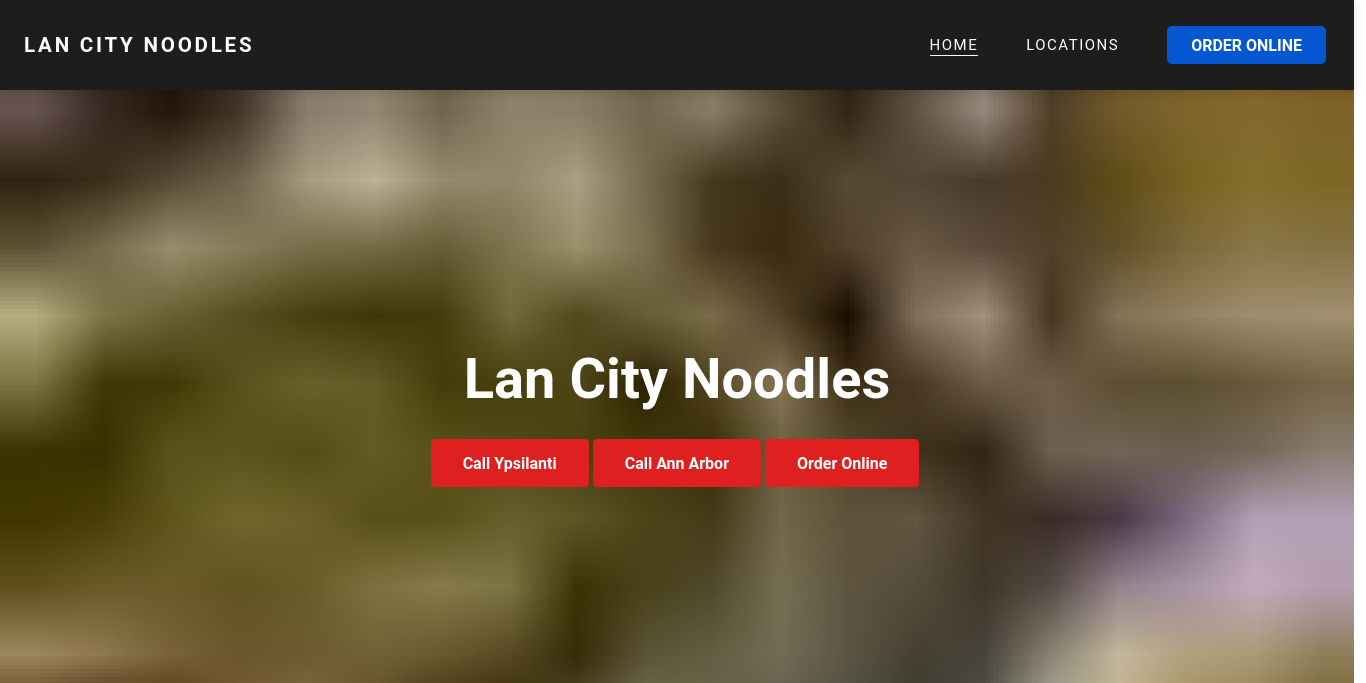 LAN CITY NOODLES
HOME
LOCATIONS
ORDER ONLINE
Lan City Noodles
Call Ypsilanti
Call Ann Arbor
Order Online